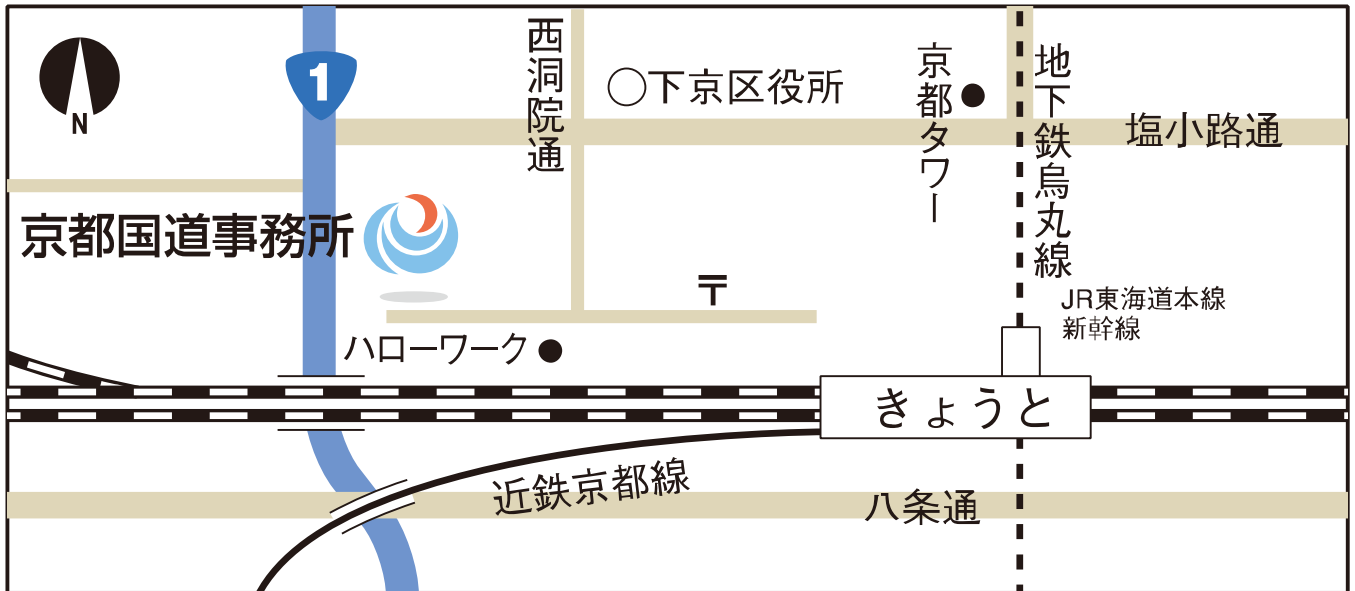 N
1
西洞院通
○下京区役所
京都タワー
地下鉄烏丸線
塩小路通
京都国道事務所
〒
JR東海道本線
新幹線
ハローワーク
きょうと
近鉄京都線
八条通